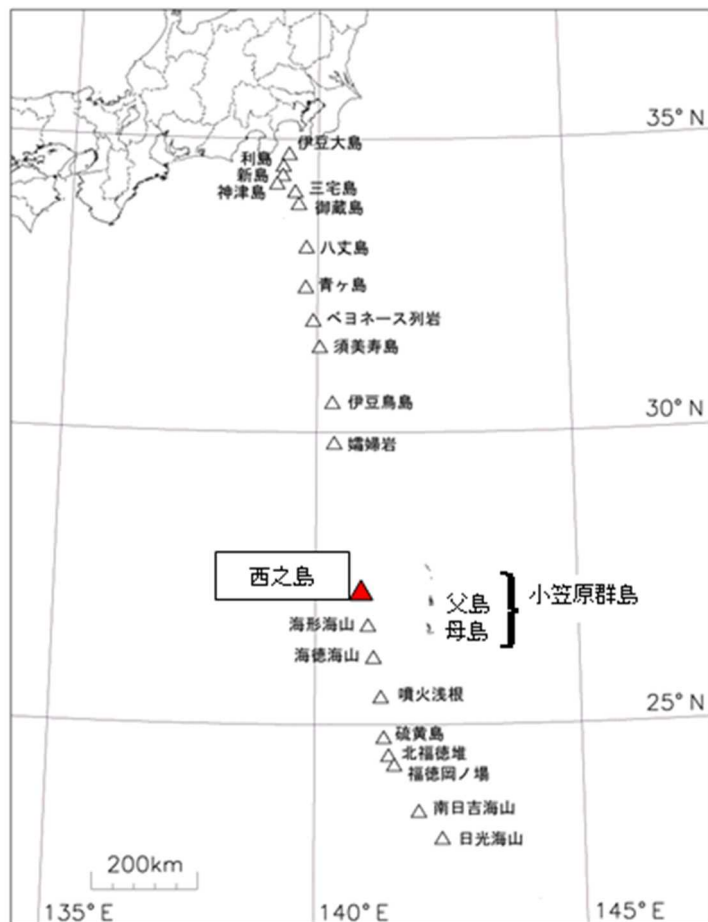 35°N
伊豆大島
利島
新島
神津島
三宅島
御蔵島
八丈島
青ヶ島
ベヨネース列岩
須美寿島
伊豆鳥島
30°N
孀婦岩
西之島
父島
母島
小笠原群島
海形海山
海徳海山
噴火浅根
25°N
硫黄島
北福徳堆
福徳岡ノ場
南日吉海山
日光海山
200km
135°E
140°E
145°E